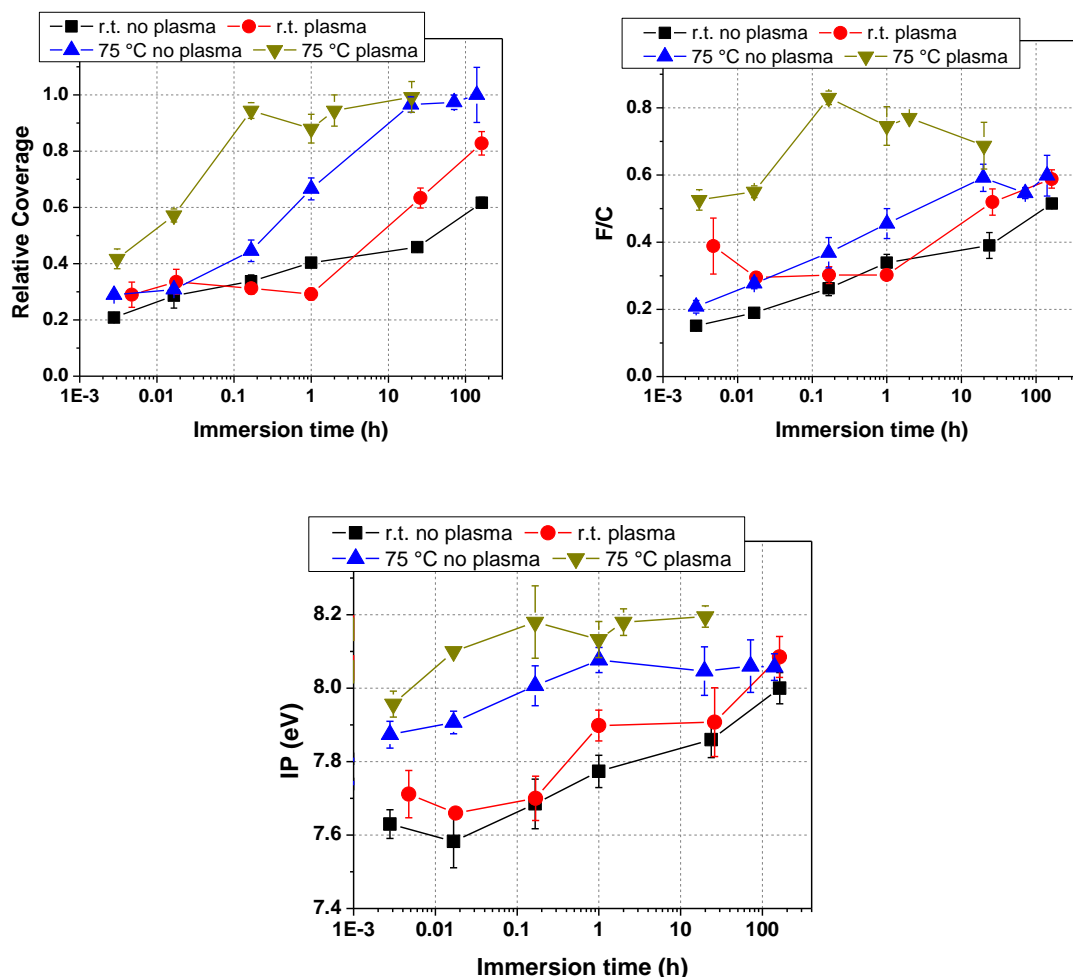 r.t. no plasma r.t. plasma
75 °C no plasma 75 °C plasma
1.0
0.8
0.6
0.4
0.2
0.0
Relative Coverage
1E-3 0.01 0.1 1 10 100
Immersion time (h)
r.t. no plasma r.t. plasma
75 °C no plasma 75 °C plasma
0.8
0.6
0.4
0.2
0.0
F/C
1E-3 0.01 0.1 1 10 100
Immersion time (h)
r.t. no plasma r.t. plasma
75 °C no plasma 75 °C plasma
8.2
8.0
7.8
7.6
7.4
IP (eV)
1E-3 0.01 0.1 1 10 100
Immersion time (h)